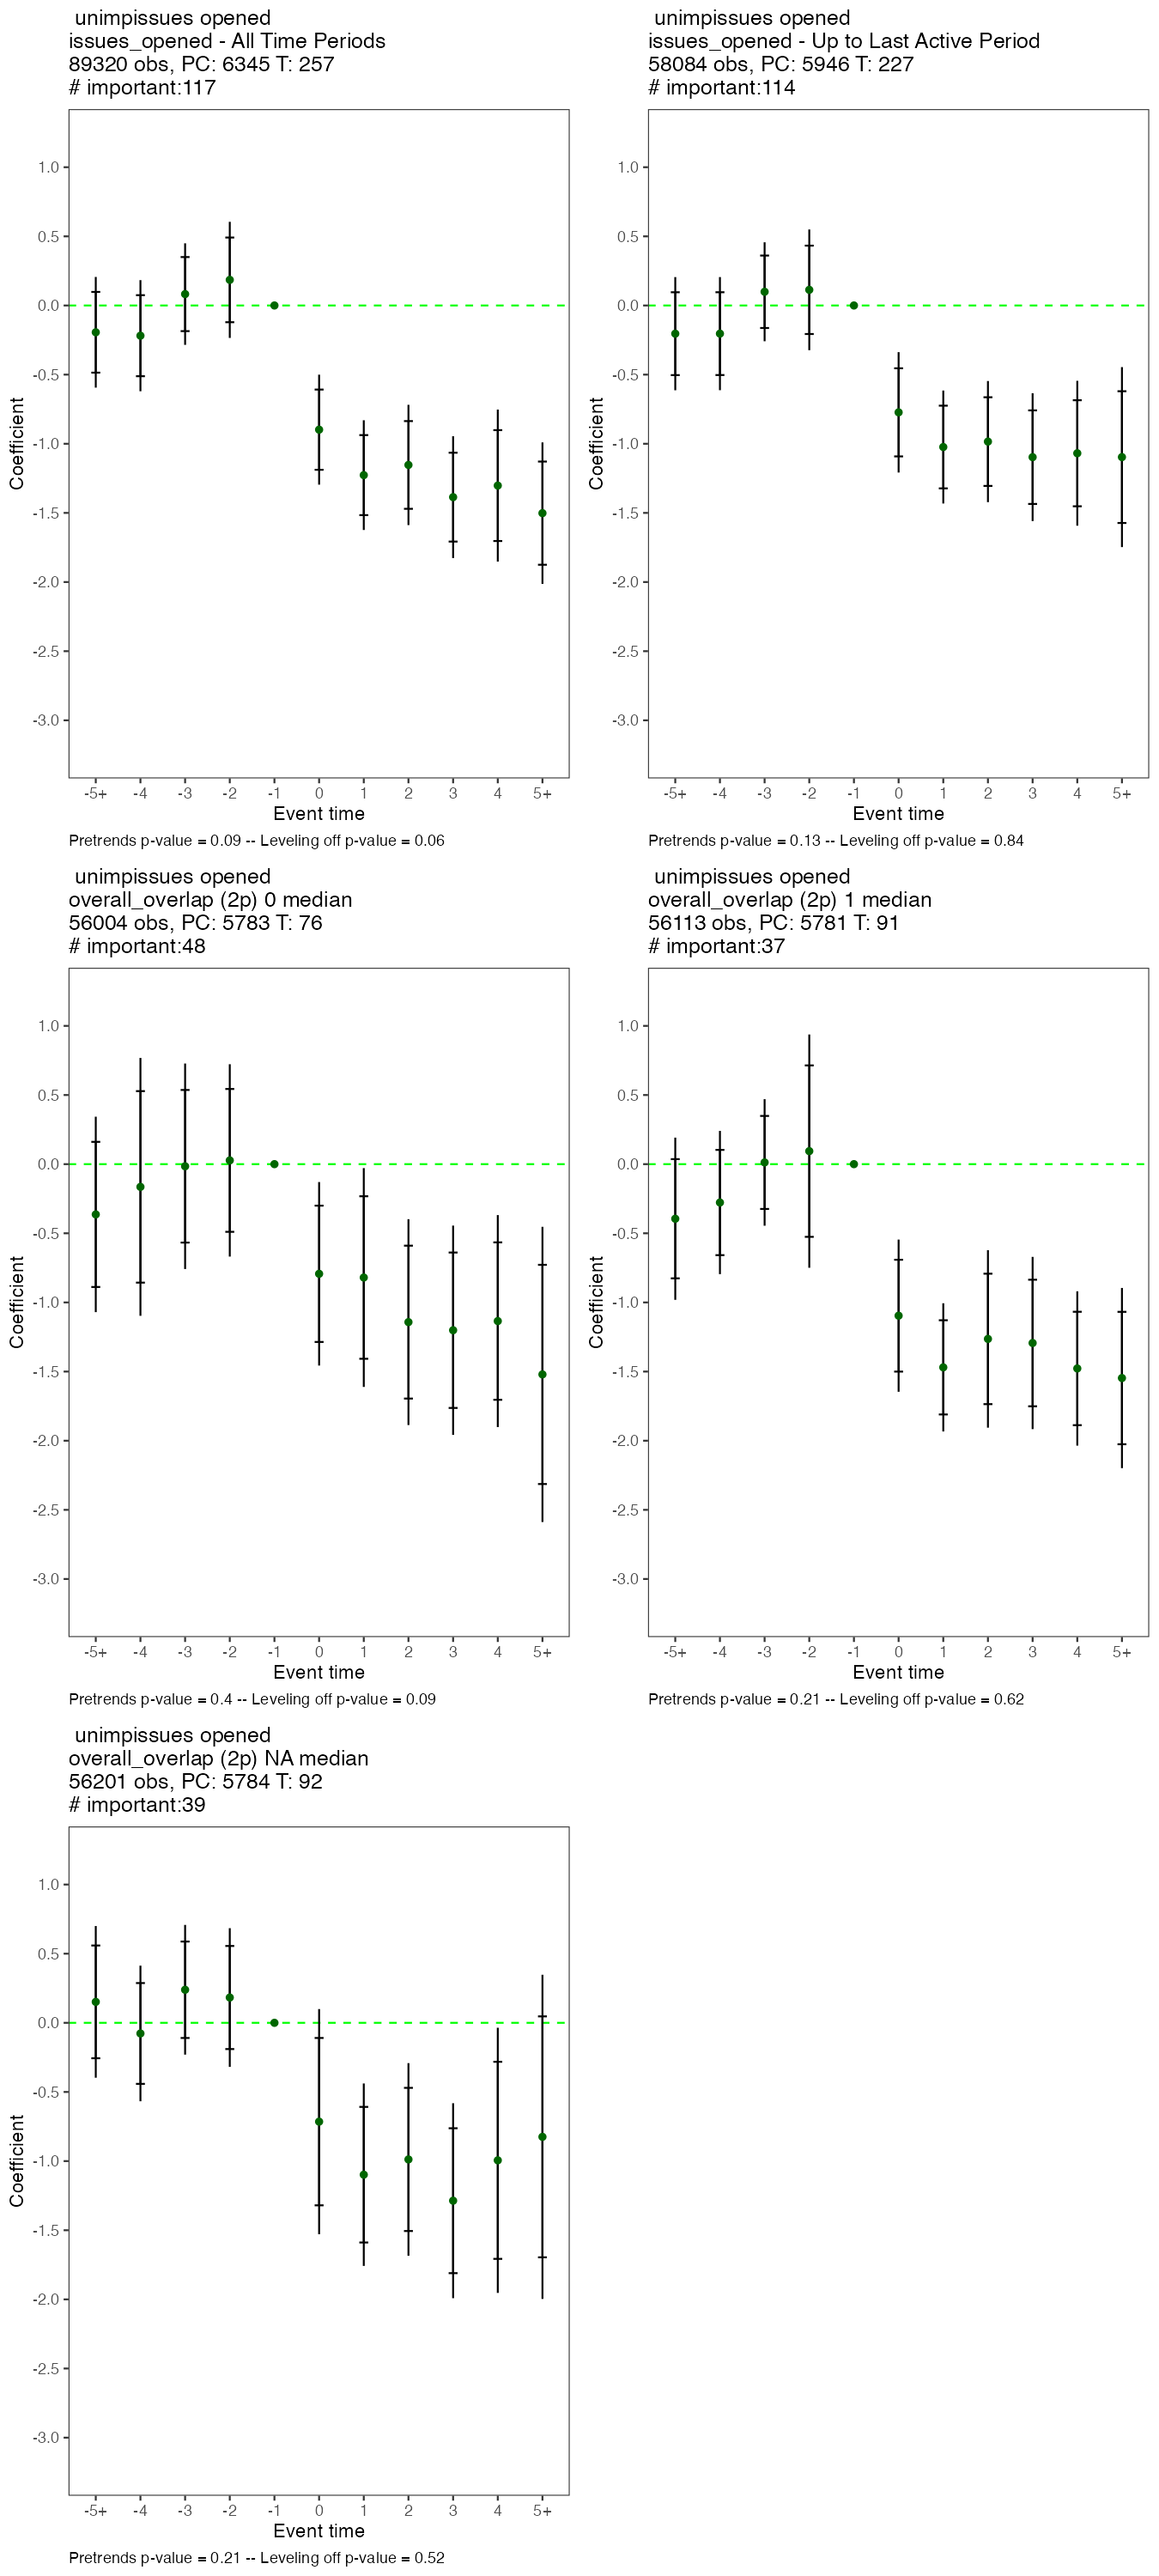 unimpissues opened
issues_opened - All Time Periods
89320 obs, PC: 6345 T: 257
# important:117
1.0
0.5
0.0
-0.5
-1.0
-1.5
-2.0
-2.5
-3.0
Coefficient
-5+ -4 -3 -2 -1 0 1 2 3 4 5+
Event time
Pretrends p-value = 0.09 -- Leveling off p-value = 0.06
unimpissues opened
issues_opened - Up to Last Active Period
58084 obs, PC: 5946 T: 227
# important:114
1.0
0.5
0.0
-0.5
-1.0
-1.5
-2.0
-2.5
-3.0
Coefficient
-5+ -4 -3 -2 -1 0 1 2 3 4 5+
Event time
Pretrends p-value = 0.13 -- Leveling off p-value = 0.84
unimpissues opened
overall_overlap (2p) 0 median
56004 obs, PC: 5783 T: 76
# important:48
1.0
0.5
0.0
-0.5
-1.0
-1.5
-2.0
-2.5
-3.0
Coefficient
-5+ -4 -3 -2 -1 0 1 2 3 4 5+
Event time
Pretrends p-value = 0.4 -- Leveling off p-value = 0.09
unimpissues opened
overall_overlap (2p) 1 median
56113 obs, PC: 5781 T: 91
# important:37
1.0
0.5
0.0
-0.5
-1.0
-1.5
-2.0
-2.5
-3.0
Coefficient
-5+ -4 -3 -2 -1 0 1 2 3 4 5+
Event time
Pretrends p-value = 0.21 -- Leveling off p-value = 0.62
unimpissues opened
overall_overlap (2p) NA median
56201 obs, PC: 5784 T: 92
# important:39
1.0
0.5
0.0
-0.5
-1.0
-1.5
-2.0
-2.5
-3.0
Coefficient
-5+ -4 -3 -2 -1 0 1 2 3 4 5+
Event time
Pretrends p-value = 0.21 -- Leveling off p-value = 0.52